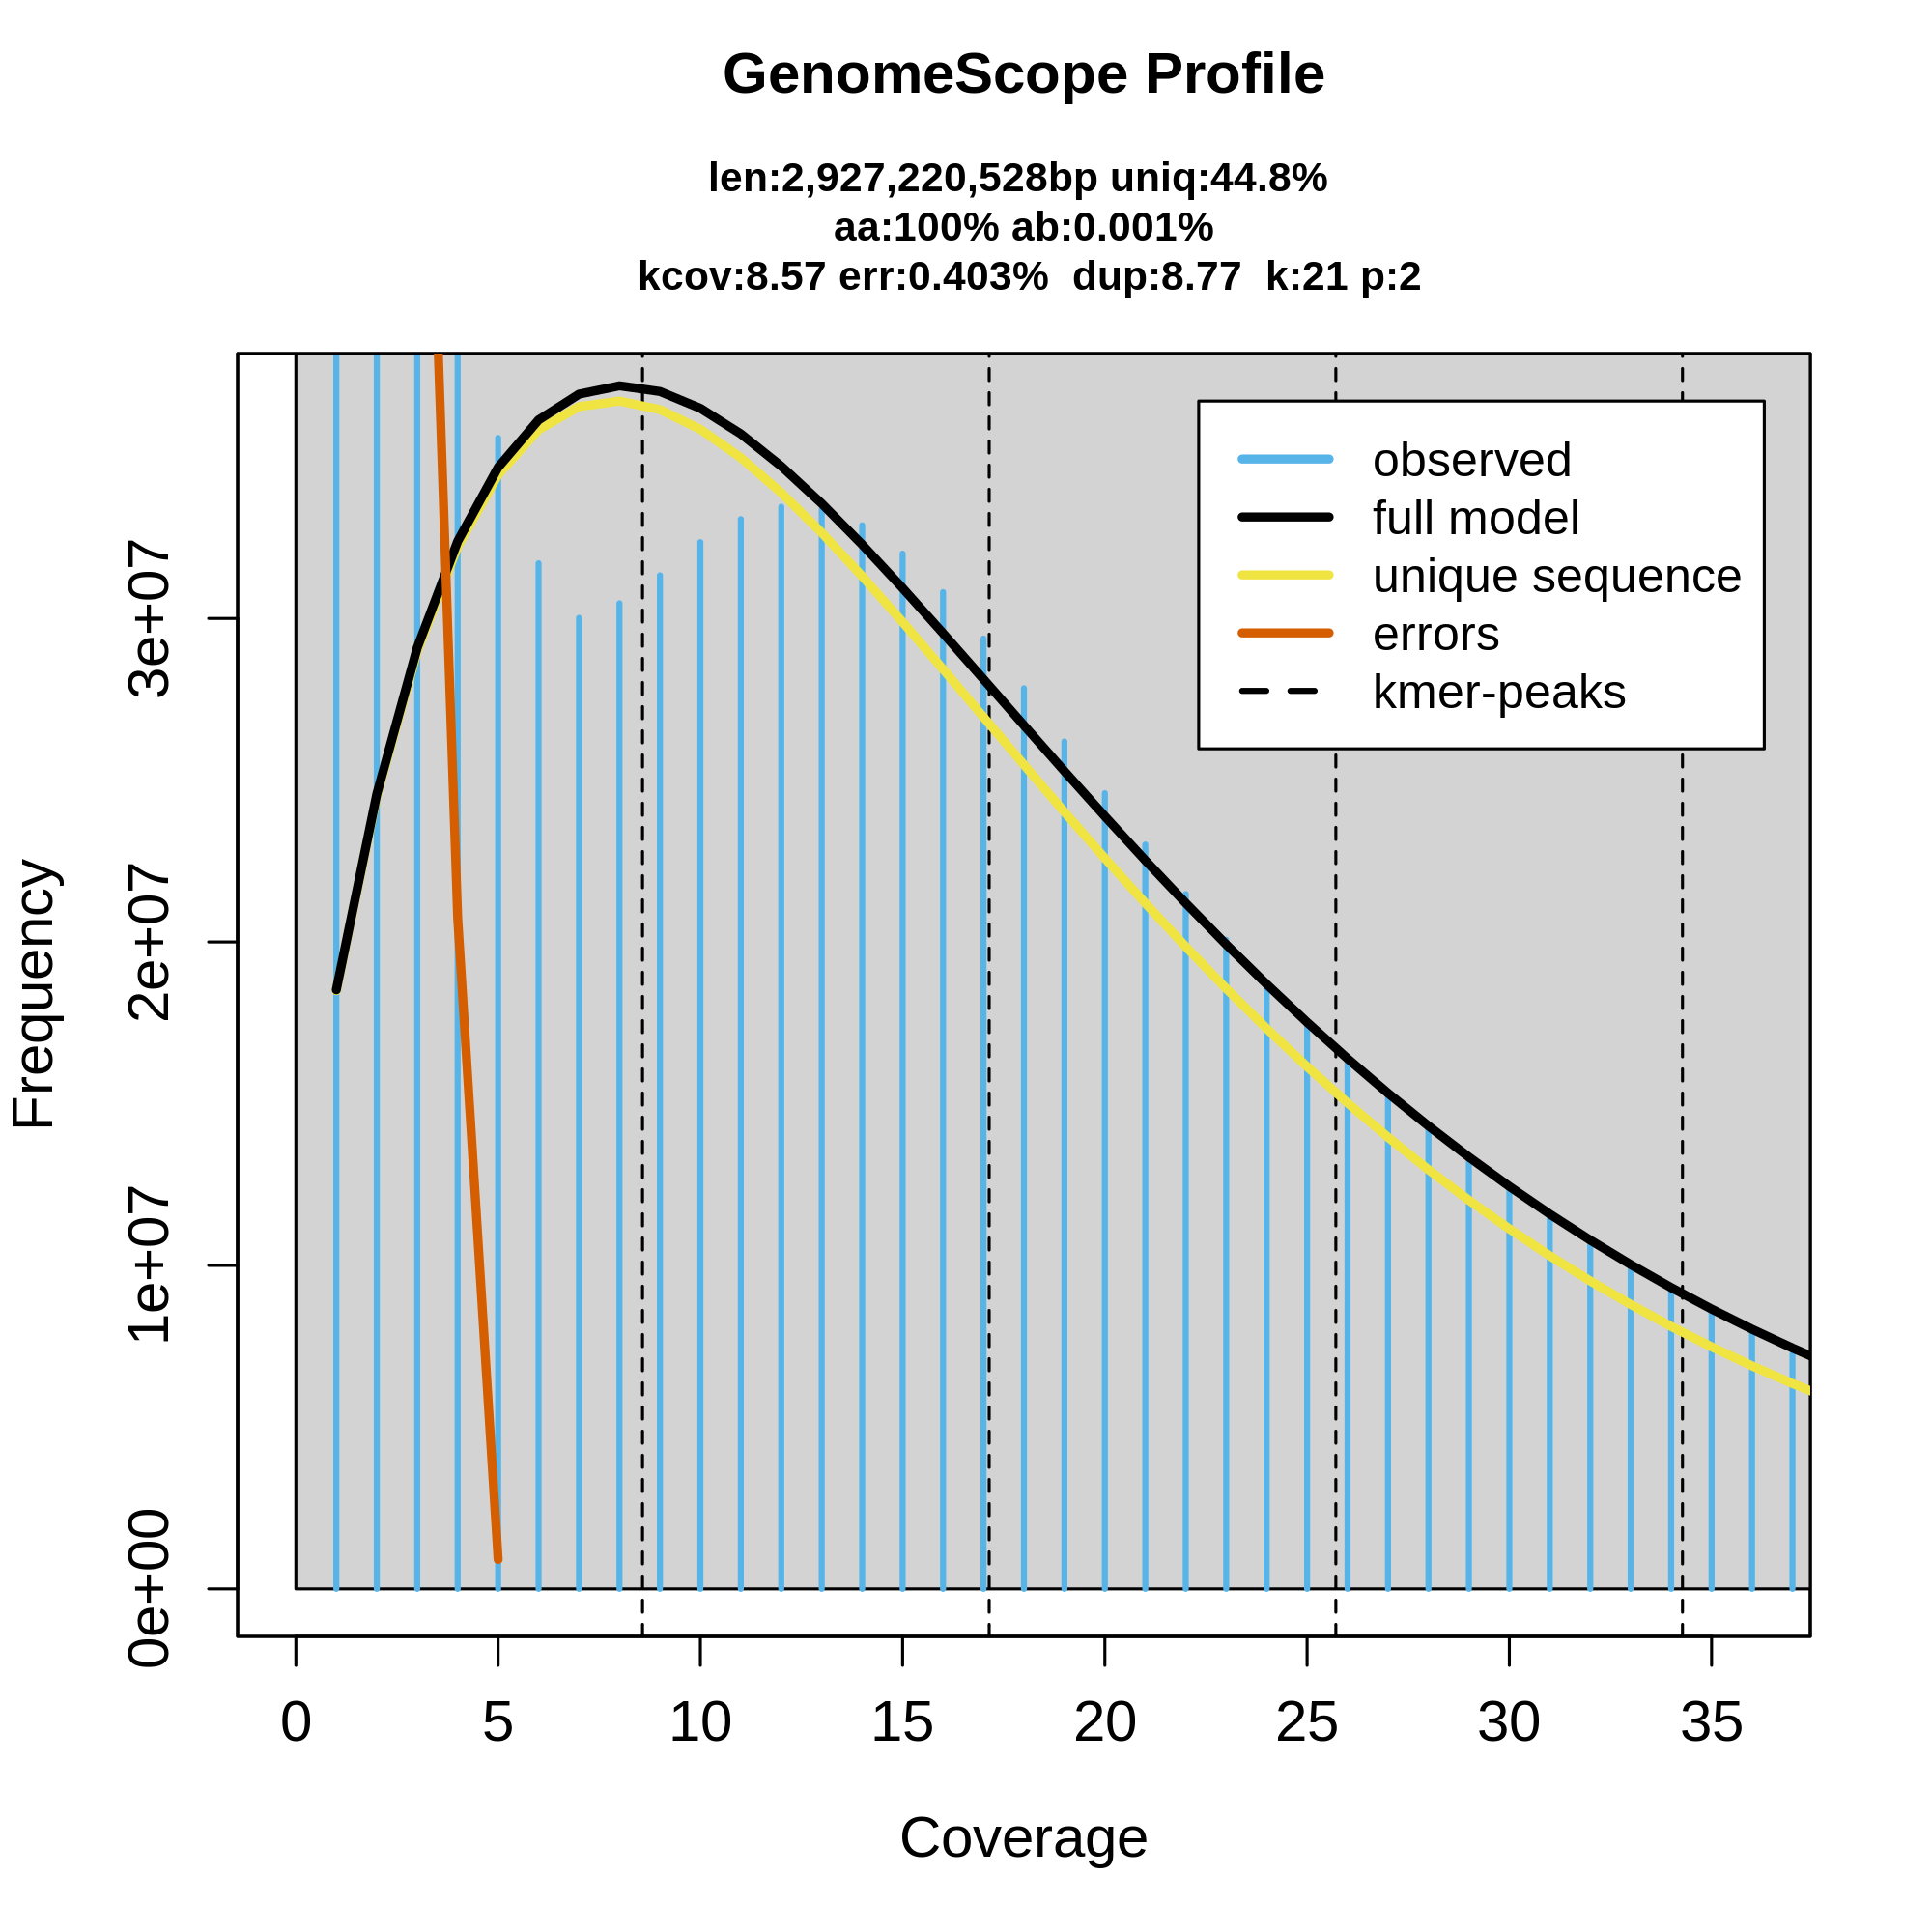 GenomeScope Profile
len:2,927,220,528bp uniq:44.8%
aa:100% ab:0.001%
kcov:8.57 err:0.403% dup:8.77 k:21 p:2
observed
full model
unique sequence
errors
kmer-peaks
Frequency
3e+07
2e+07
1e+07
0e+00
0 5 10 15 20 25 30 35
Coverage